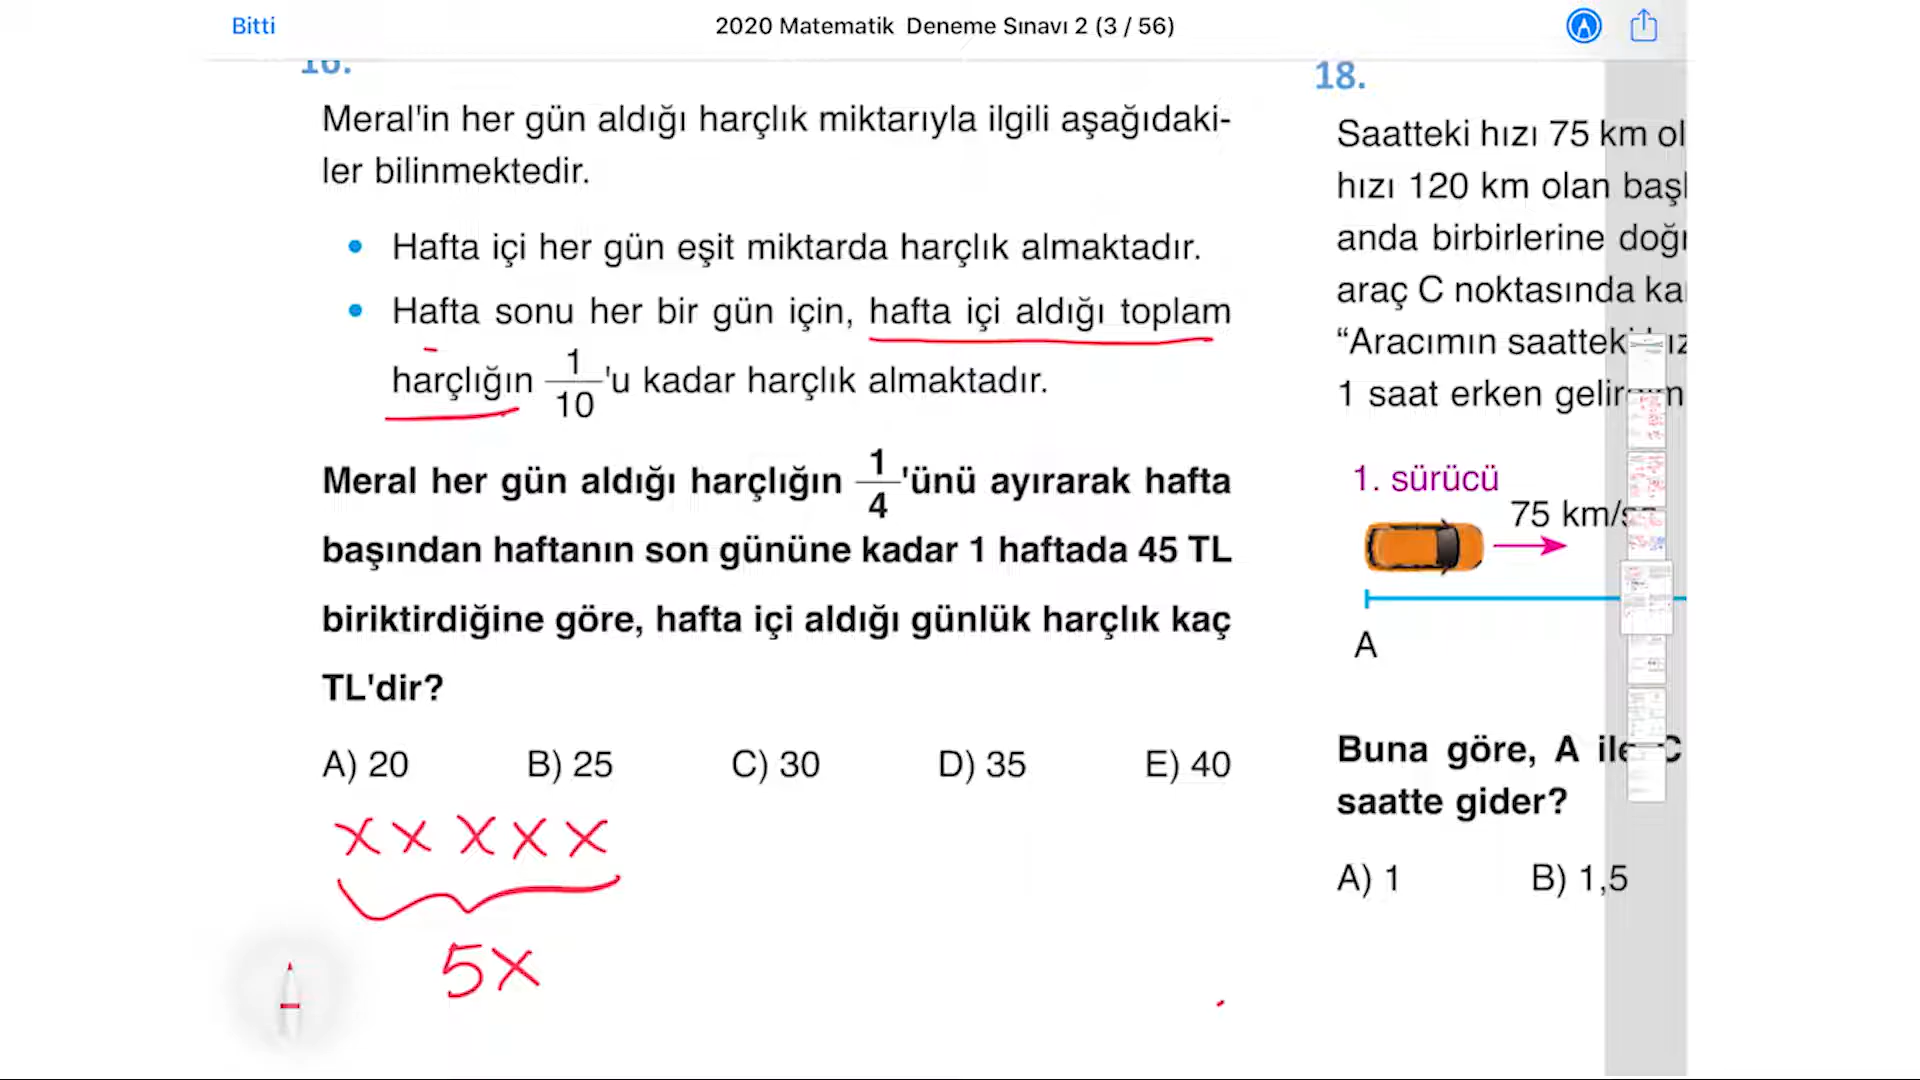 Bitti
2020 Matematik Deneme Sınavı 2 (3 / 56)
16.
Meral'in her gün aldığı harçlık miktarıyla ilgili aşağıdaki-
ler bilinmektedir.
• Hafta içi her gün eşit miktarda harçlık almaktadır.
• Hafta sonu her bir gün için, hafta içi aldığı toplam
harçlığın 1/10'u kadar harçlık almaktadır.
Meral her gün aldığı harçlığın 1/4'ünü ayırarak hafta
başından haftanın son gününe kadar 1 haftada 45 TL
biriktirdiğine göre, hafta içi aldığı günlük harçlık kaç
TL'dir?
A) 20 B) 25 C) 30 D) 35 E) 40
x x x x x
5x
18.
Saatteki hızı 75 km ol
hızı 120 km olan başl
anda birbirlerine doğr
araç C noktasında ka
“Aracımın saatteki hız
1 saat erken gelir
1. sürücü
75 km/s
A
Buna göre, A ile C
saatte gider?
A) 1 B) 1,5